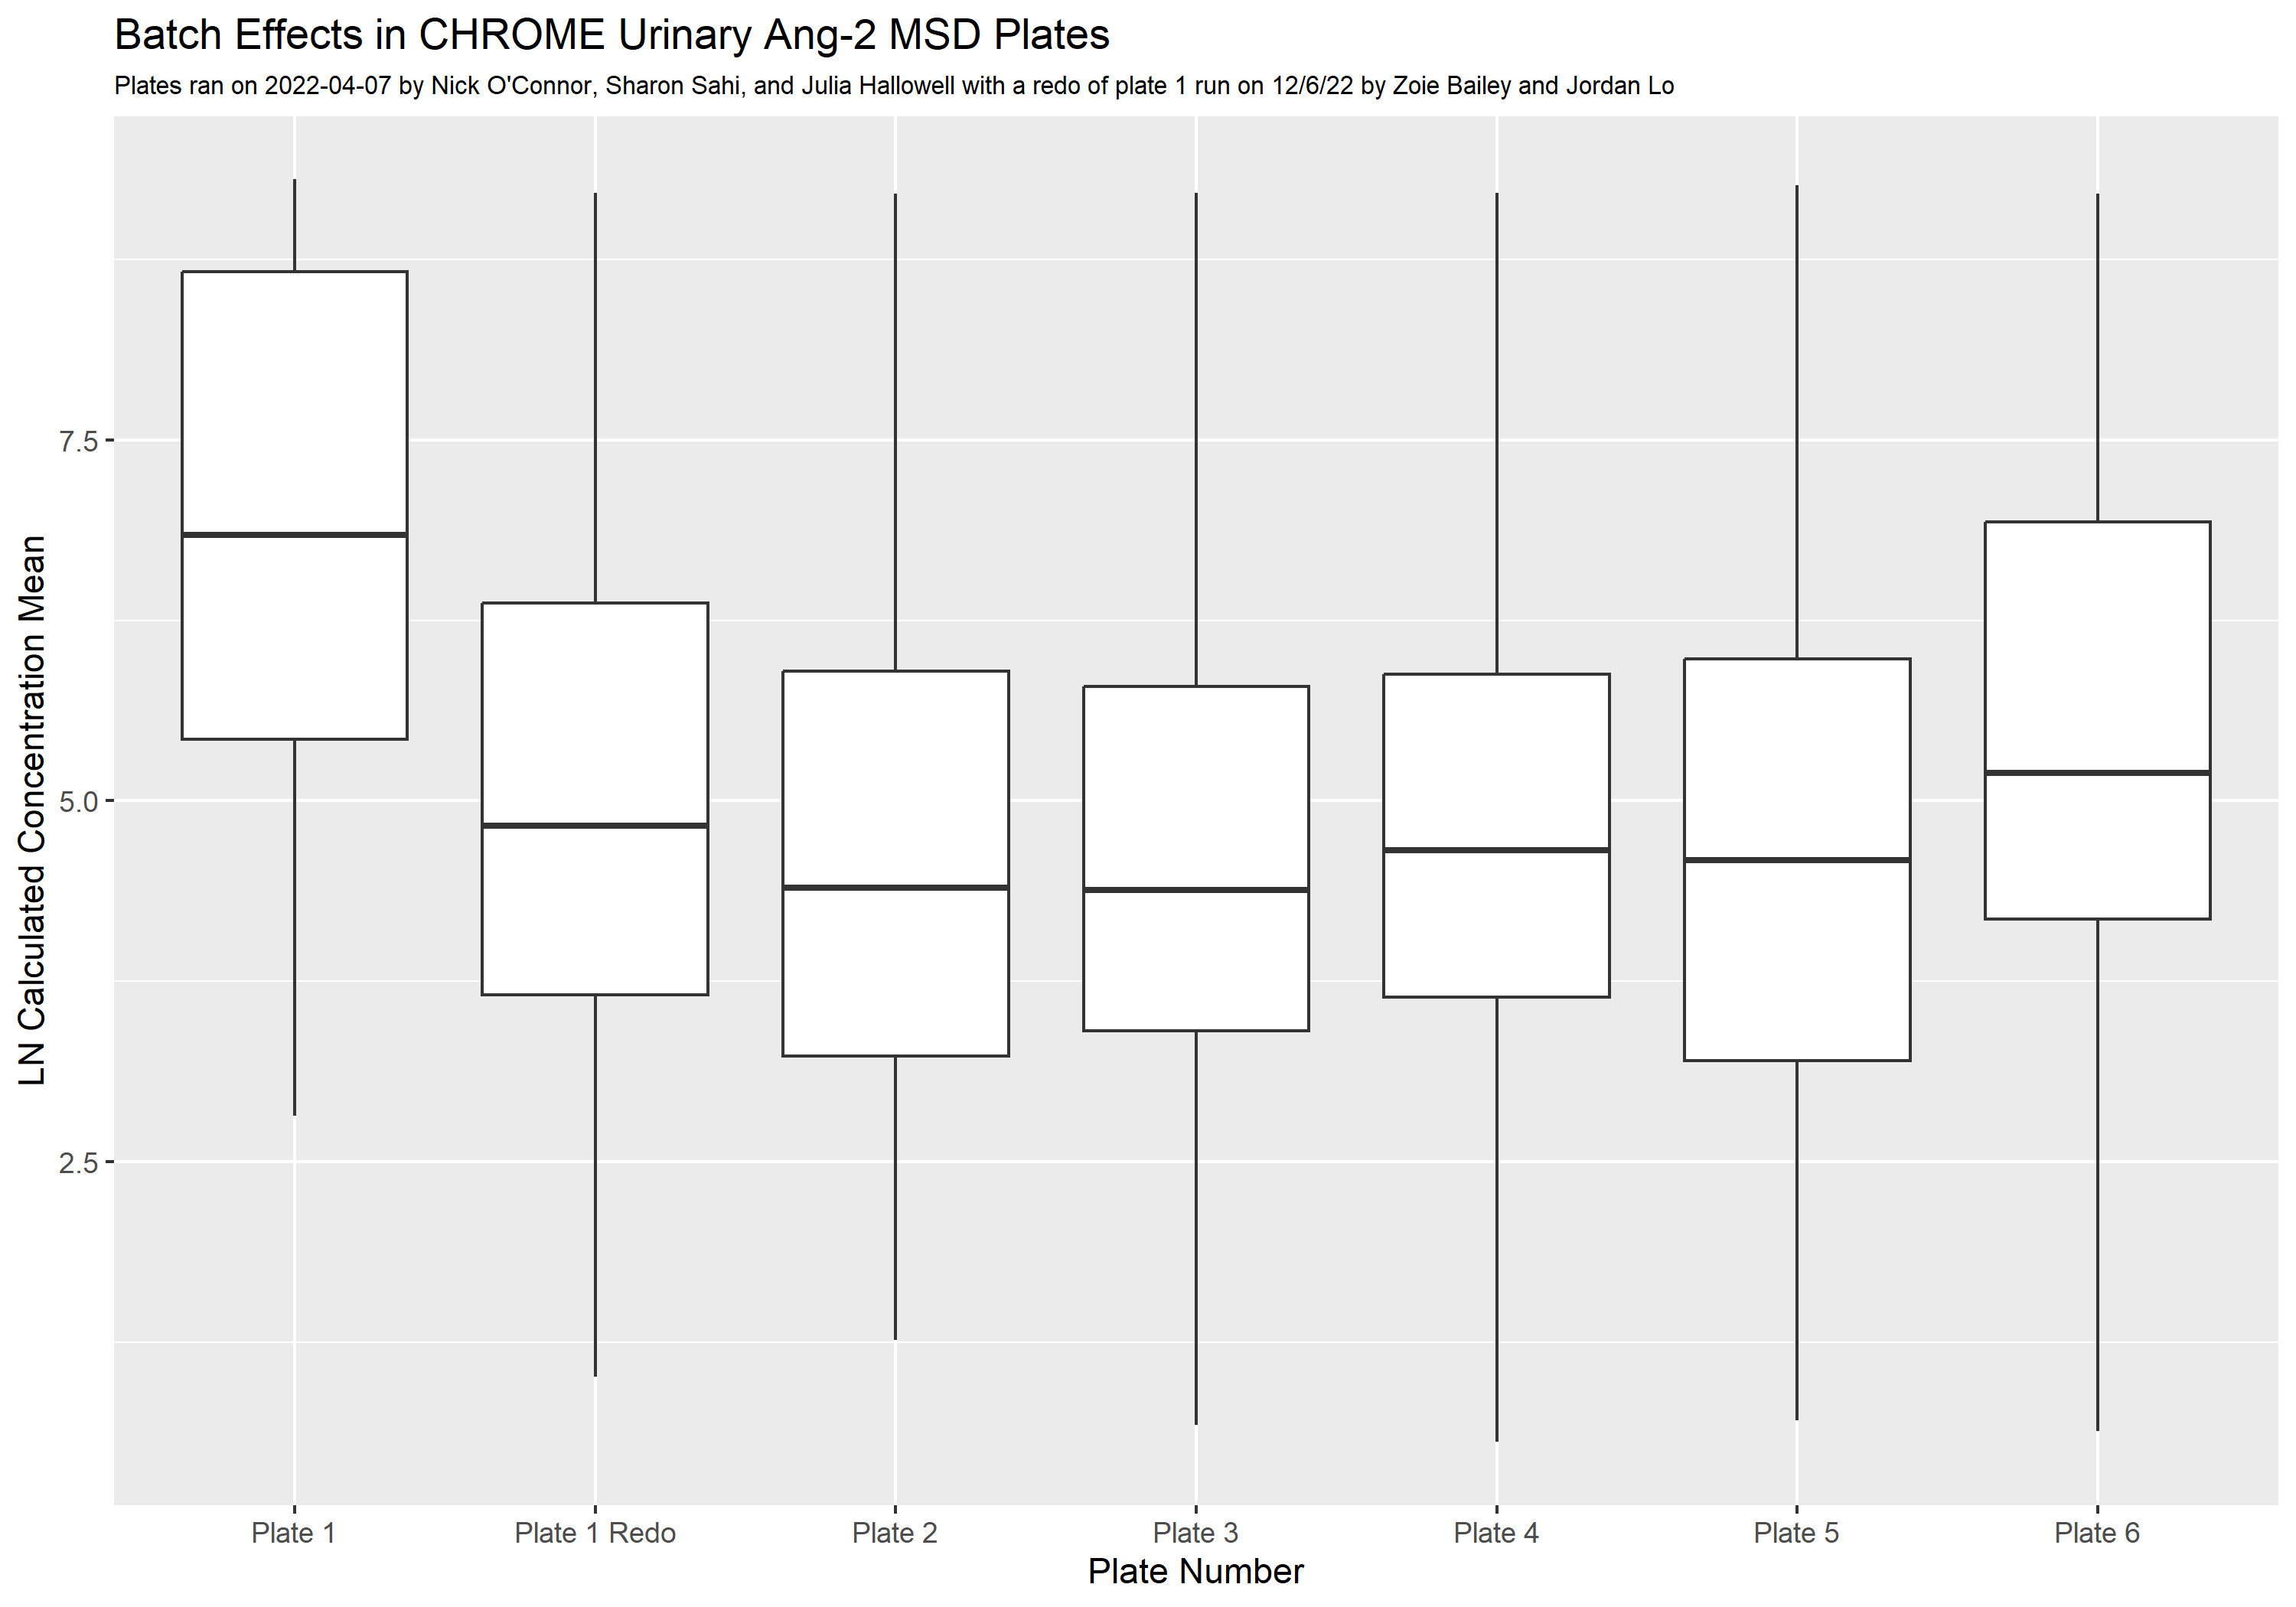 Batch Effects in CHROME Urinary Ang-2 MSD Plates
Plates ran on 2022-04-07 by Nick O'Connor, Sharon Sahi, and Julia Hallowell with a redo of plate 1 run on 12/6/22 by Zoie Bailey and Jordan Lo
LN Calculated Concentration Mean
7.5
5.0
2.5
Plate 1
Plate 1 Redo
Plate 2
Plate 3
Plate 4
Plate 5
Plate 6
Plate Number